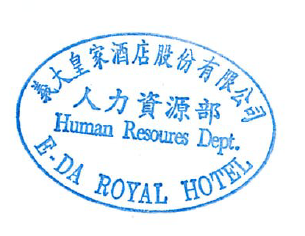 義大皇家酒店股份有限公司
人力資源部
Human Resoures Dept.
E-DA ROYAL HOTEL